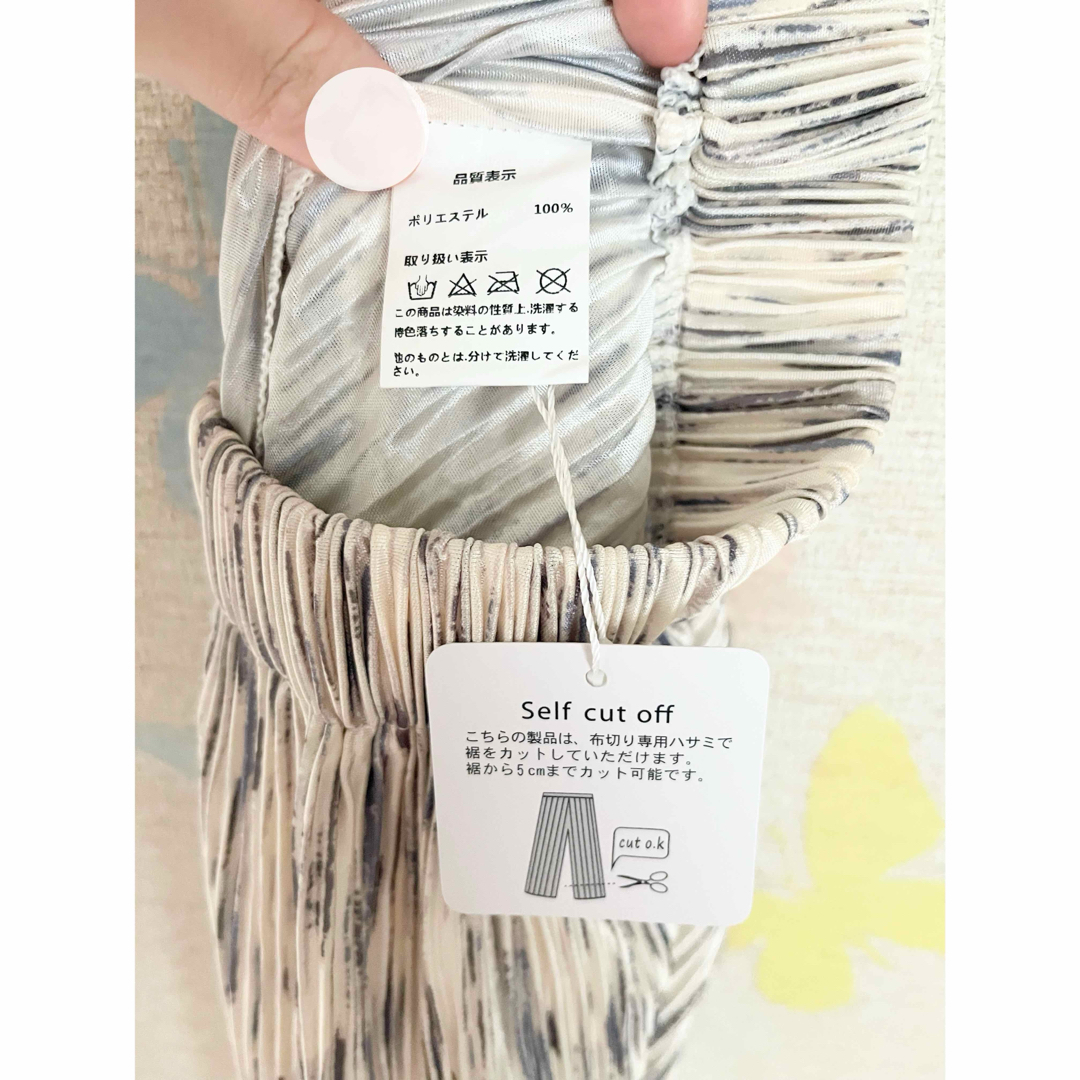 品質表示
ポリエステル 100%
取り扱い表示
この商品は染料の性質上,洗濯する
時色落ちすることがあります。
他のものとは,分けて洗濯してくだ
さい。
Self cut off
こちらの製品は、布切り専用ハサミで
裾をカットしていただけます。
裾から5cmまでカット可能です。
cut o.k